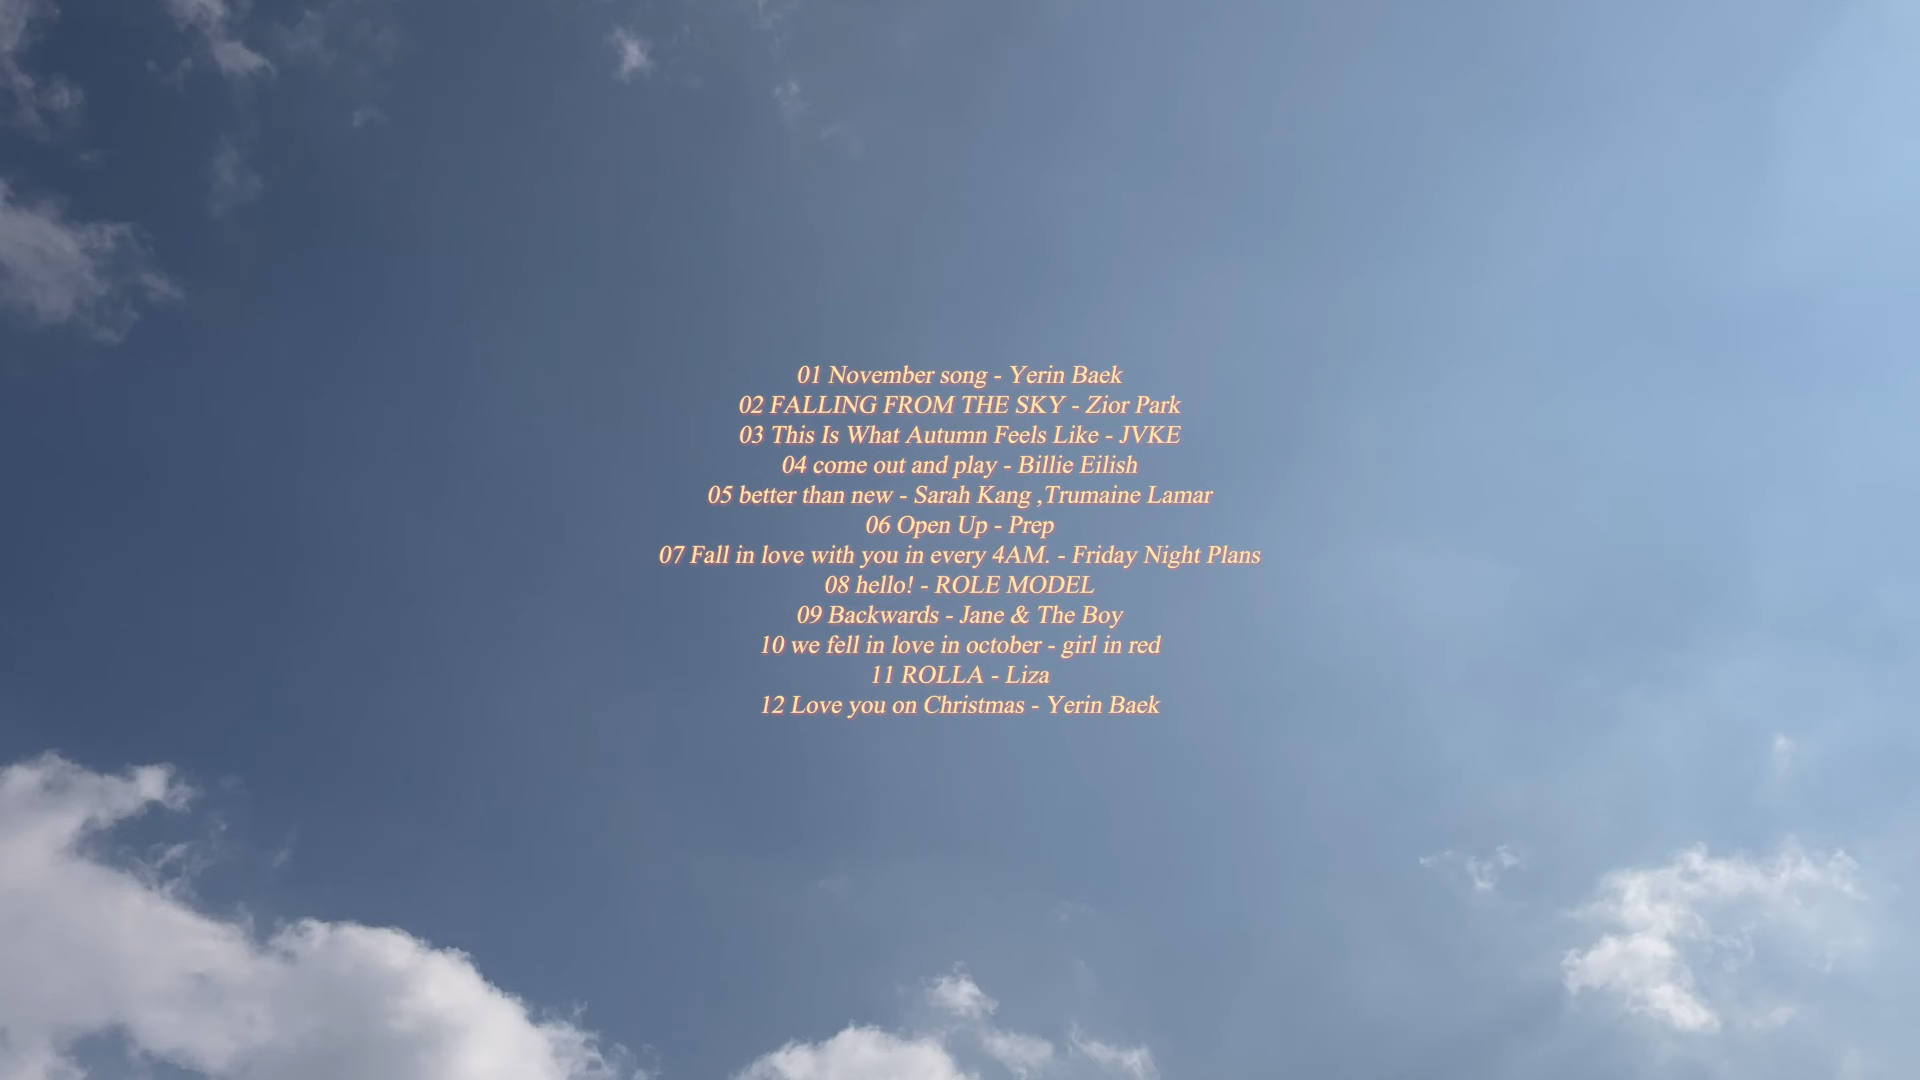 01 November song - Yerin Baek
02 FALLING FROM THE SKY - Zior Park
03 This Is What Autumn Feels Like - JVKE
04 come out and play - Billie Eilish
05 better than new - Sarah Kang ,Trumaine Lamar
06 Open Up - Prep
07 Fall in love with you in every 4AM. - Friday Night Plans
08 hello! - ROLE MODEL
09 Backwards - Jane & The Boy
10 we fell in love in october - girl in red
11 ROLLA - Liza
12 Love you on Christmas - Yerin Baek